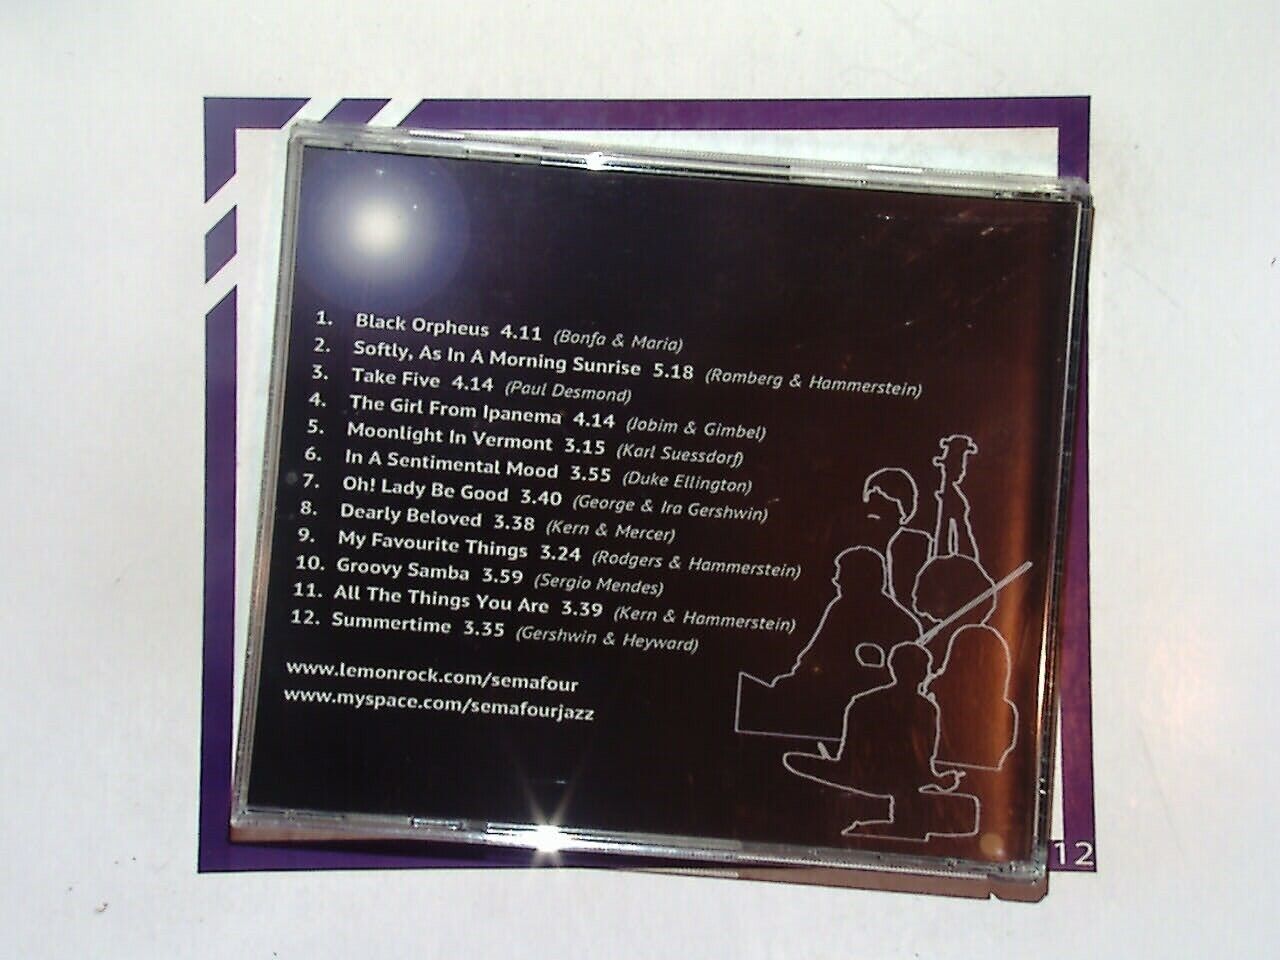 1. Black Orpheus 4.11 (Bonfa & Maria)
2. Softly, As In A Morning Sunrise 5.18 (Romberg & Hammerstein)
3. Take Five 4.14 (Paul Desmond)
4. The Girl From Ipanema 4.14 (Jobim & Gimbel)
5. Moonlight In Vermont 3.15 (Karl Suessdorf)
6. In A Sentimental Mood 3.55 (Duke Ellington)
7. Oh! Lady Be Good 3.40 (George & Ira Gershwin)
8. Dearly Beloved 3.38 (Kern & Mercer)
9. My Favourite Things 3.24 (Rodgers & Hammerstein)
10. Groovy Samba 3.59 (Sergio Mendes)
11. All The Things You Are 3.39 (Kern & Hammerstein)
12. Summertime 3.35 (Gershwin & Heyward)
www.lemonrock.com/semafour
www.myspace.com/semafourjazz
12